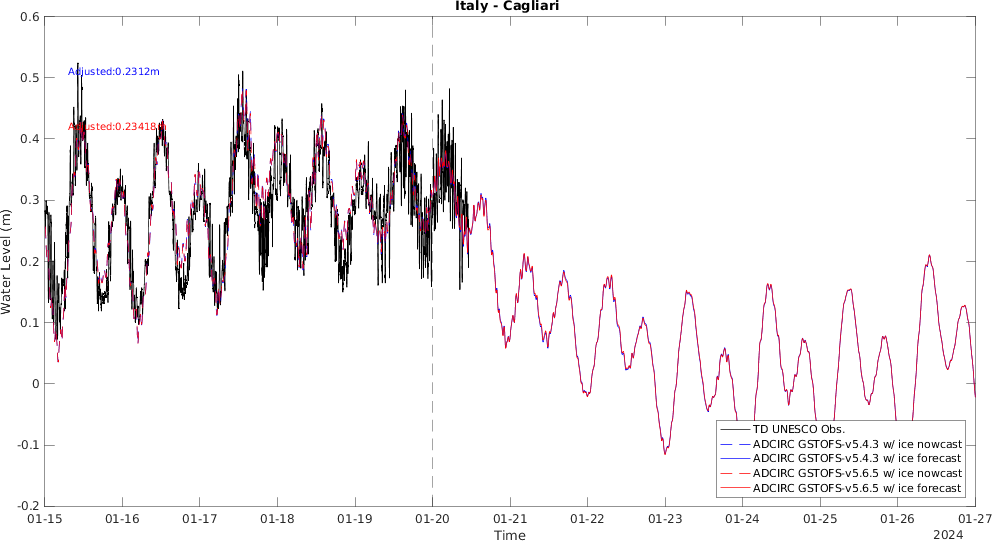 Italy - Cagliari
0.6
0.5
0.4
0.3
0.2
0.1
0
-0.1
-0.2
Water Level (m)
Adjusted:0.2312m
Adjusted:0.23418m
TD UNESCO Obs.
ADCIRC GSTOFS-v5.4.3 w/ ice nowcast
ADCIRC GSTOFS-v5.4.3 w/ ice forecast
ADCIRC GSTOFS-v5.6.5 w/ ice nowcast
ADCIRC GSTOFS-v5.6.5 w/ ice forecast
01-15 01-16 01-17 01-18 01-19 01-20 01-21 01-22 01-23 01-24 01-25 01-26 01-27
Time
2024